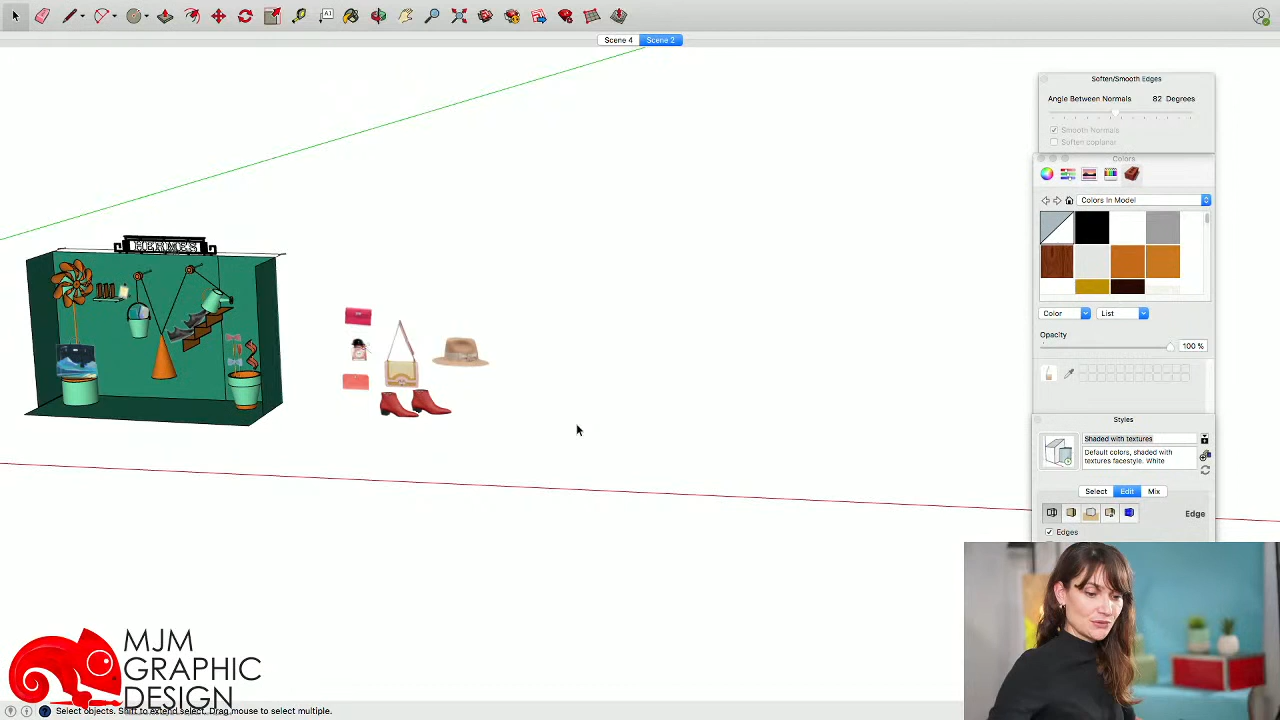 Scene 4
Scene 2
Soften/Smooth Edges
Angle Between Normals 82 Degrees
Smooth Normals
Soften coplanar
Colors
Colors In Model
HERMES
Color
List
Opacity
100 %
Styles
Shaded with textures
Default colors, shaded with
textures facestyle. White
Select
Edit
Mix
Edge
Edges
MJM
GRAPHIC
DESIGN
Select objects. Shift to extend select. Drag mouse to select multiple.